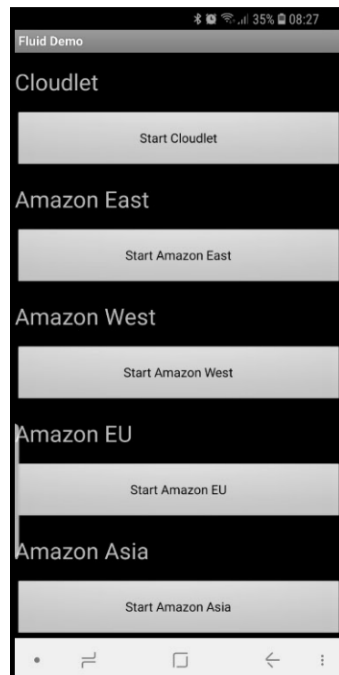 35% 08:27
Fluid Demo
Cloudlet
Start Cloudlet
Amazon East
Start Amazon East
Amazon West
Start Amazon West
Amazon EU
Start Amazon EU
Amazon Asia
Start Amazon Asia